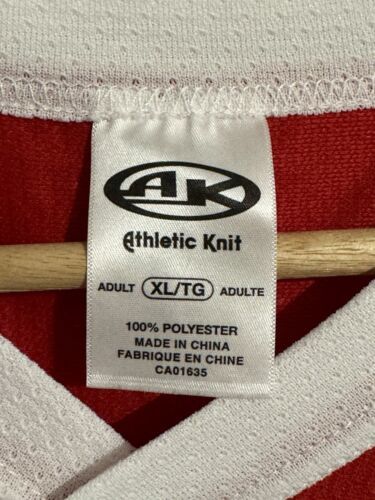 AK
Athletic Knit
ADULT XL/TG ADULTE
100% POLYESTER
MADE IN CHINA
FABRIQUE EN CHINE
CA01635